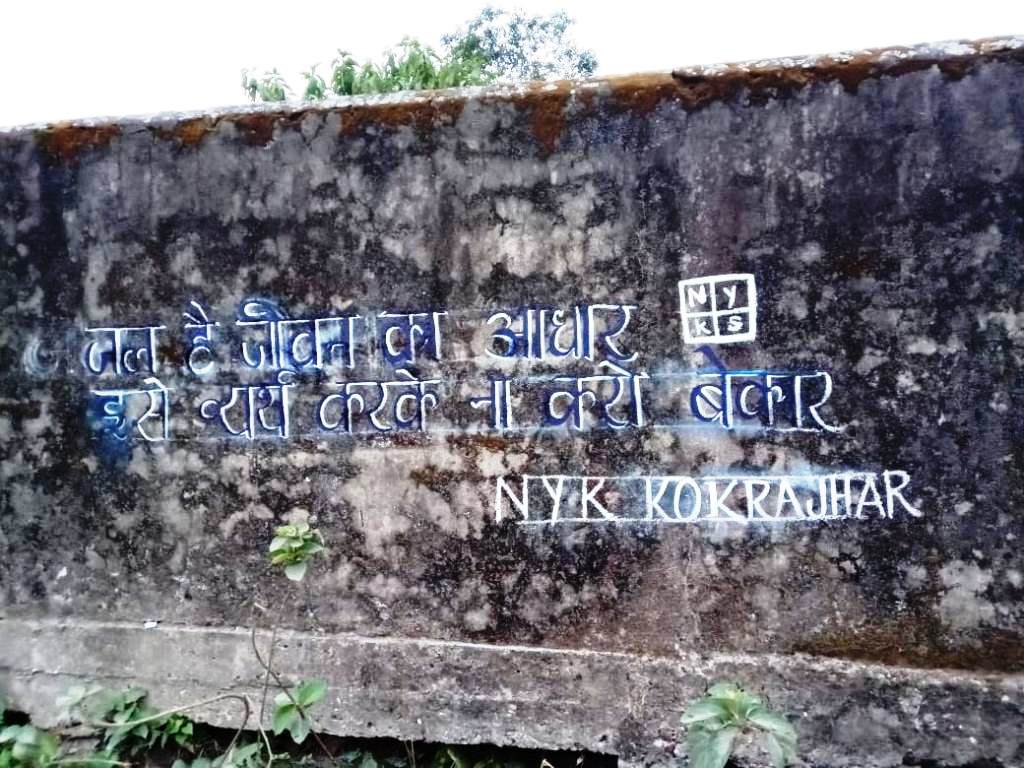 जल है जीवन का आधार
N Y
K S
इसे व्यर्थ करके ना करो बेकार
NYK KOKRAJHAR